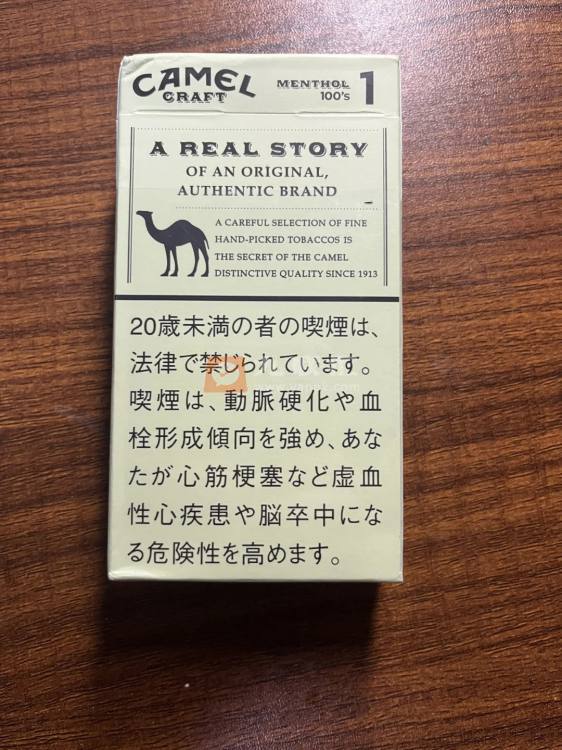 CAMEL
CRAFT
MENTHOL
100's
1
A REAL STORY
OF AN ORIGINAL,
AUTHENTIC BRAND
A CAREFUL SELECTION OF FINE
HAND-PICKED TOBACCOS IS
THE SECRET OF THE CAMEL
DISTINCTIVE QUALITY SINCE 1913
20歳未満の者の喫煙は、
法律で禁じられています。
喫煙は、動脈硬化や血
栓形成傾向を強め、あな
たが心筋梗塞など虚血
性心疾患や脳卒中にな
る危険性を高めます。